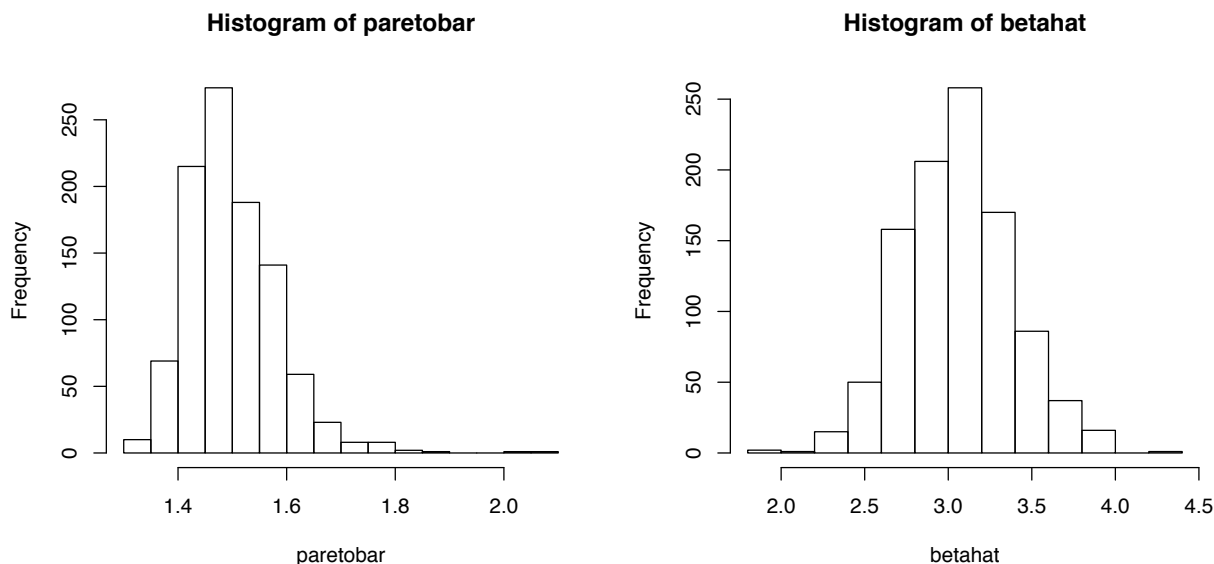 Histogram of paretobar
Frequency
250
200
150
100
50
0
1.4 1.6 1.8 2.0
paretobar
Histogram of betahat
Frequency
250
200
150
100
50
0
2.0 2.5 3.0 3.5 4.0 4.5
betahat